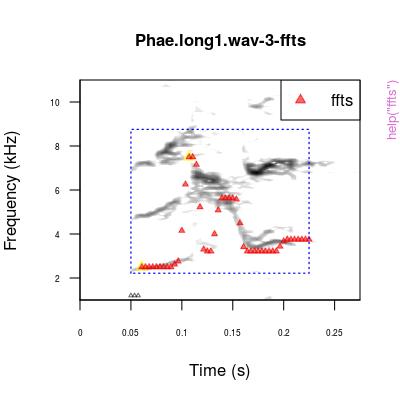 Phae.long1.wav-3-ffts
ffts
help("ffts")
Frequency (kHz)
10
8
6
4
2
0
0.05
0.1
0.15
0.2
0.25
Time (s)